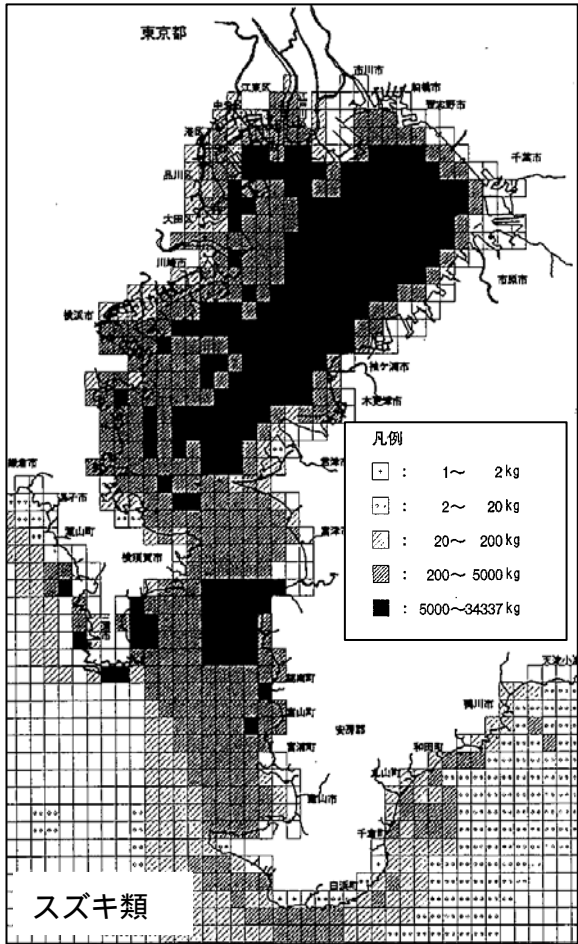 東京都
市川市
江東区
船橋市
中央区
習志野市
港区
千葉市
品川区
大田区
川崎市
市原市
横浜市
袖ケ浦市
木更津市
鎌倉市
君津市
逗子市
葉山町
富津市
横須賀市
三浦市
凡例
: 1～ 2kg
: 2～ 20kg
: 20～ 200kg
: 200～ 5000kg
: 5000～34337kg
天津小湊
鋸南町
鴨川市
富山町
安房郡
和田町
富浦町
丸山町
館山市
千倉町
白浜町
スズキ類